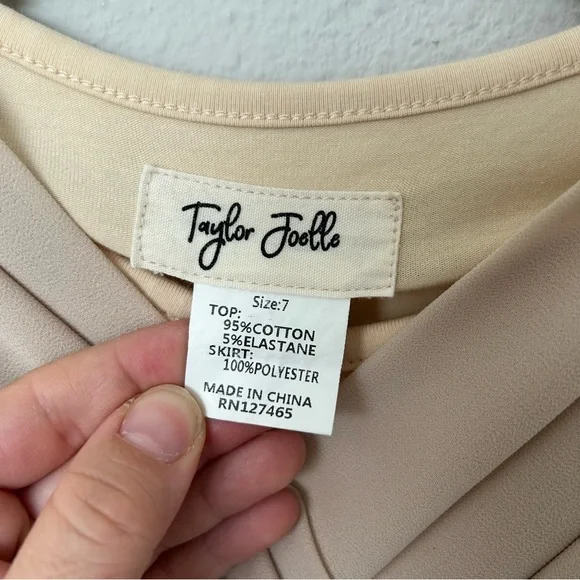 Taylor Joelle
Size:7
TOP:
95%COTTON
5%ELASTANE
SKIRT:
100%POLYESTER
MADE IN CHINA
RN127465